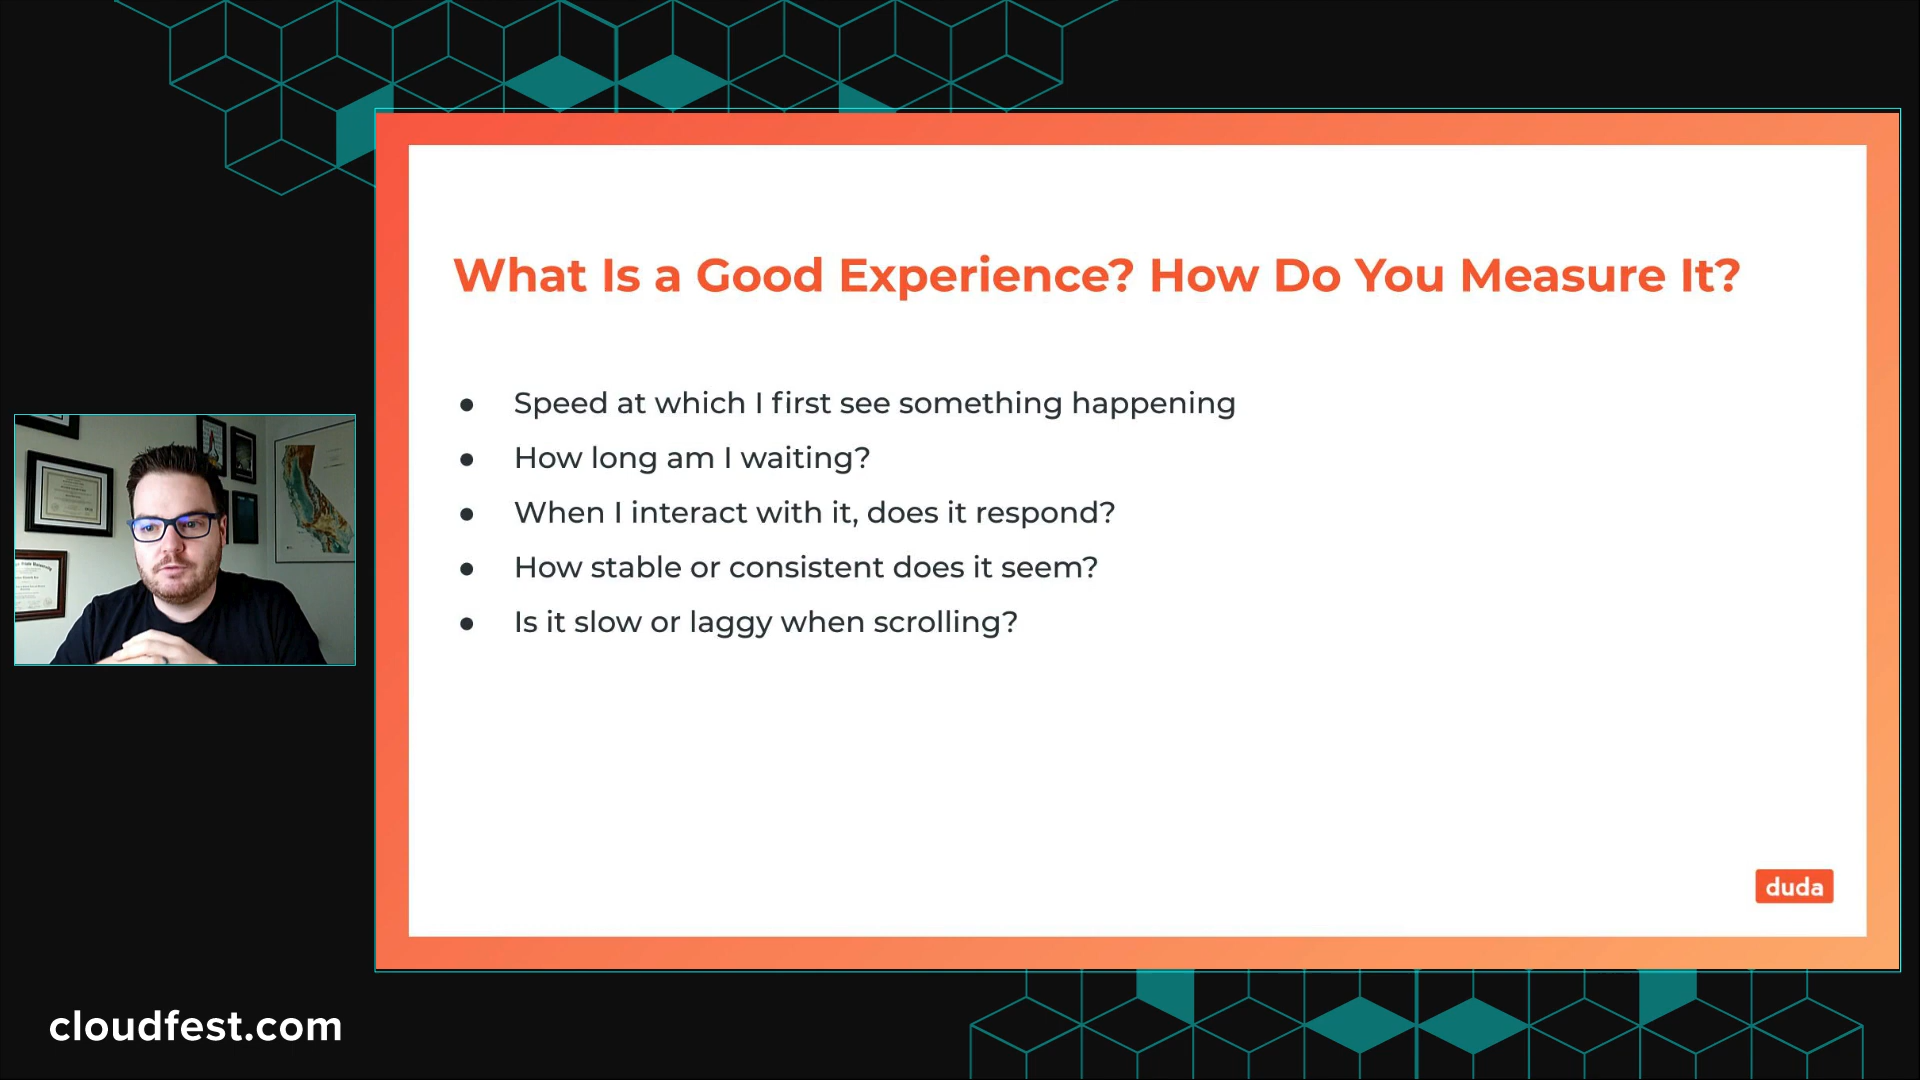 What Is a Good Experience? How Do You Measure It?
● Speed at which I first see something happening
● How long am I waiting?
● When I interact with it, does it respond?
● How stable or consistent does it seem?
● Is it slow or laggy when scrolling?
duda
cloudfest.com